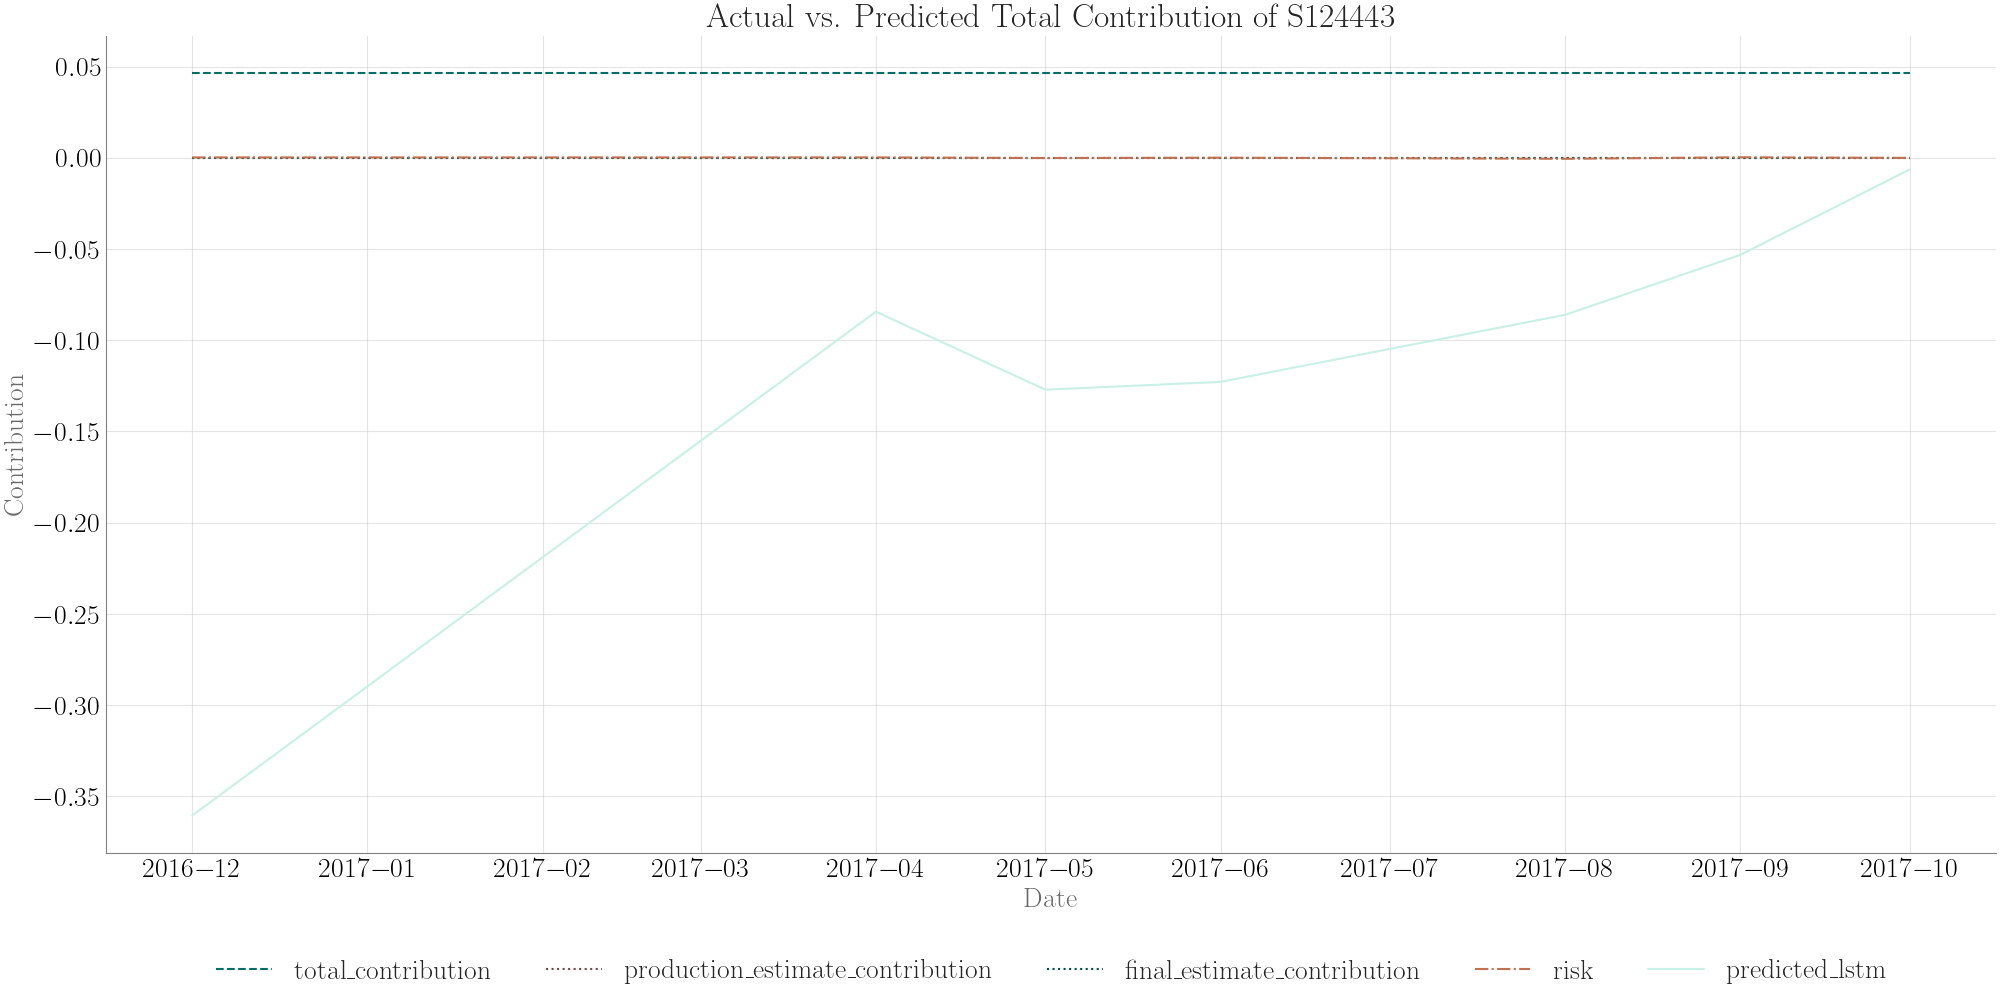 Actual vs. Predicted Total Contribution of S124443
0.05
0.00
−0.05
−0.10
−0.15
−0.20
−0.25
−0.30
−0.35
Contribution
2016−12 2017−01 2017−02 2017−03 2017−04 2017−05 2017−06 2017−07 2017−08 2017−09 2017−10
Date
total_contribution production_estimate_contribution final_estimate_contribution risk predicted_lstm